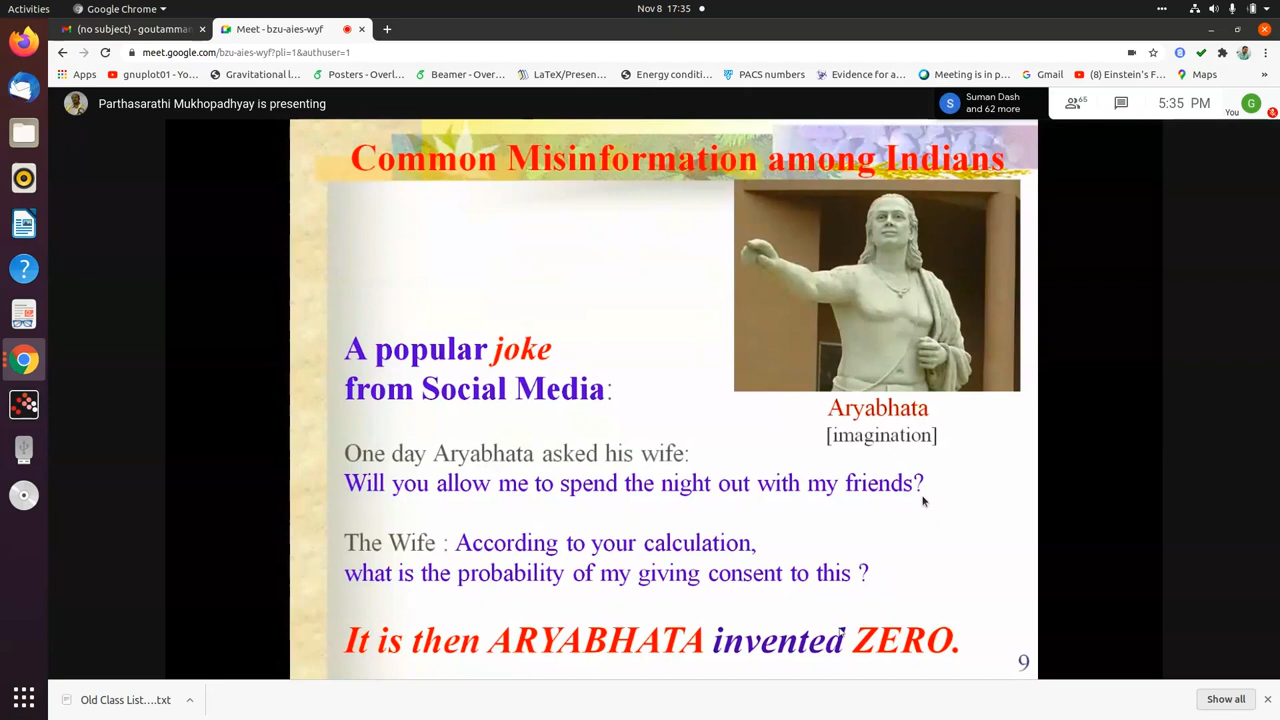 Activities
Google Chrome
Nov 8 17:35
(no subject) - goutamman
Meet - bzu-aies-wyf
meet.google.com/bzu-aies-wyf?pli=1&authuser=1
Apps
gnuplot01 - Yo...
Gravitational l...
Posters - Overl...
Beamer - Over...
LaTeX/Presen...
Energy conditi...
PACS numbers
Evidence for a...
Meeting is in p...
Gmail
(8) Einstein's F...
Maps
»
Parthasarathi Mukhopadhyay is presenting
S
Suman Dash
and 62 more
65
5:35 PM
You
G
Common Misinformation among Indians
A popular joke
from Social Media:
Aryabhata
[imagination]
One day Aryabhata asked his wife:
Will you allow me to spend the night out with my friends?
The Wife : According to your calculation,
what is the probability of my giving consent to this ?
It is then ARYABHATA invented ZERO.
9
Old Class List....txt
Show all